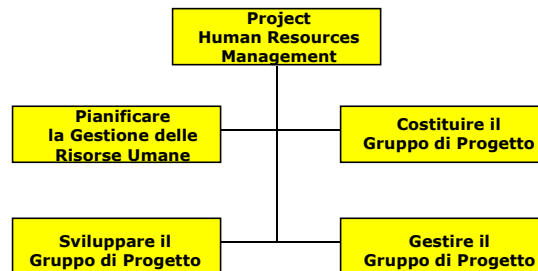 Project
Human Resources
Management
Pianificare
la Gestione delle
Risorse Umane
Costituire il
Gruppo di Progetto
Sviluppare il
Gruppo di Progetto
Gestire il
Gruppo di Progetto